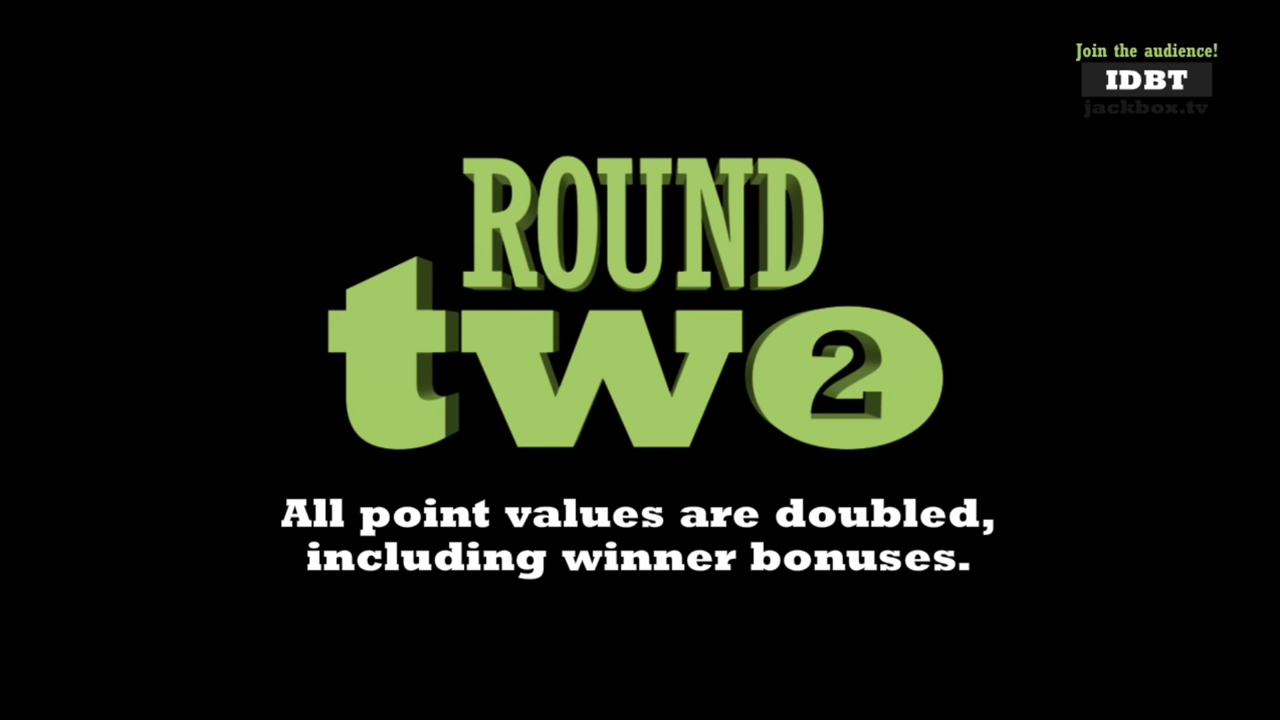 Join the audience!
IDBT
jackbox.tv
ROUND
two
2
All point values are doubled,
including winner bonuses.